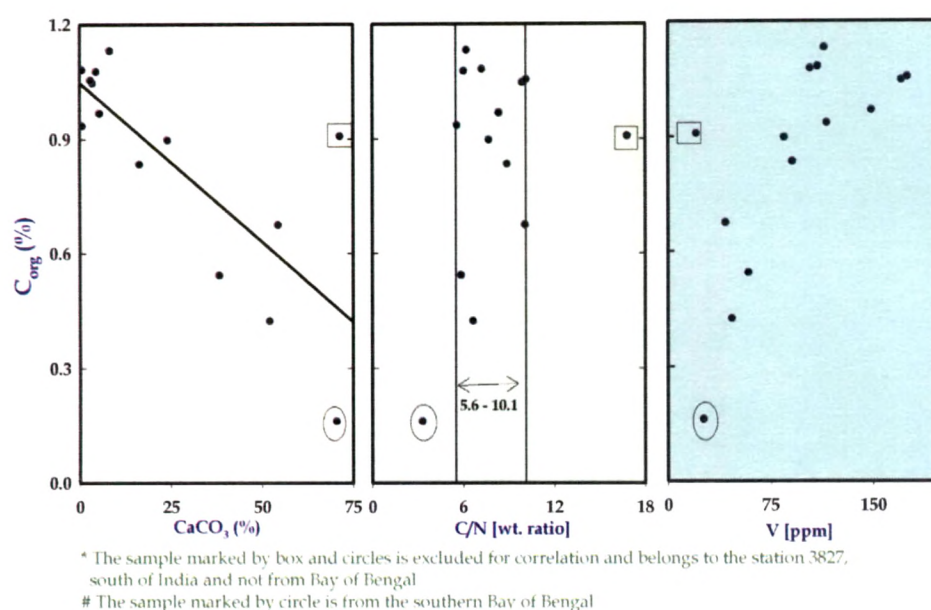 1.2
0.9
0.6
0.3
0.0
C_org (%)
0 25 50 75
CaCO₃ (%)
5.6 - 10.1
0 6 12 18
C/N [wt. ratio]
0 75 150
V [ppm]
* The sample marked by box and circles is excluded for correlation and belongs to the station 3827,
south of India and not from Bay of Bengal
# The sample marked by circle is from the southern Bay of Bengal